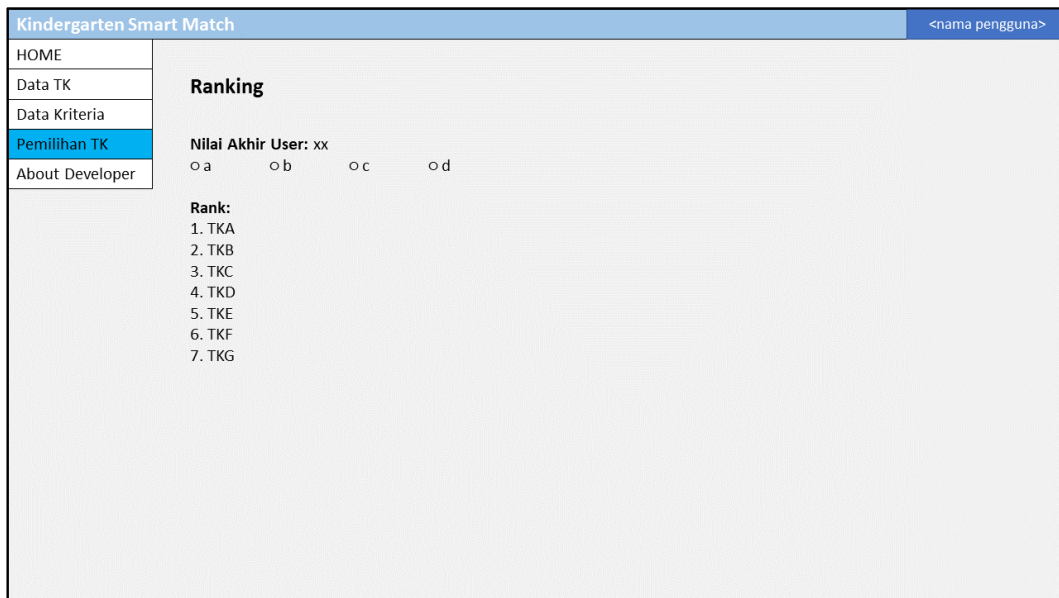 Kindergarten Smart Match
<nama pengguna>
HOME
Data TK
Data Kriteria
Pemilihan TK
About Developer
Ranking
Nilai Akhir User: xx
○ a ○ b ○ c ○ d
Rank:
1. TKA
2. TKB
3. TKC
4. TKD
5. TKE
6. TKF
7. TKG